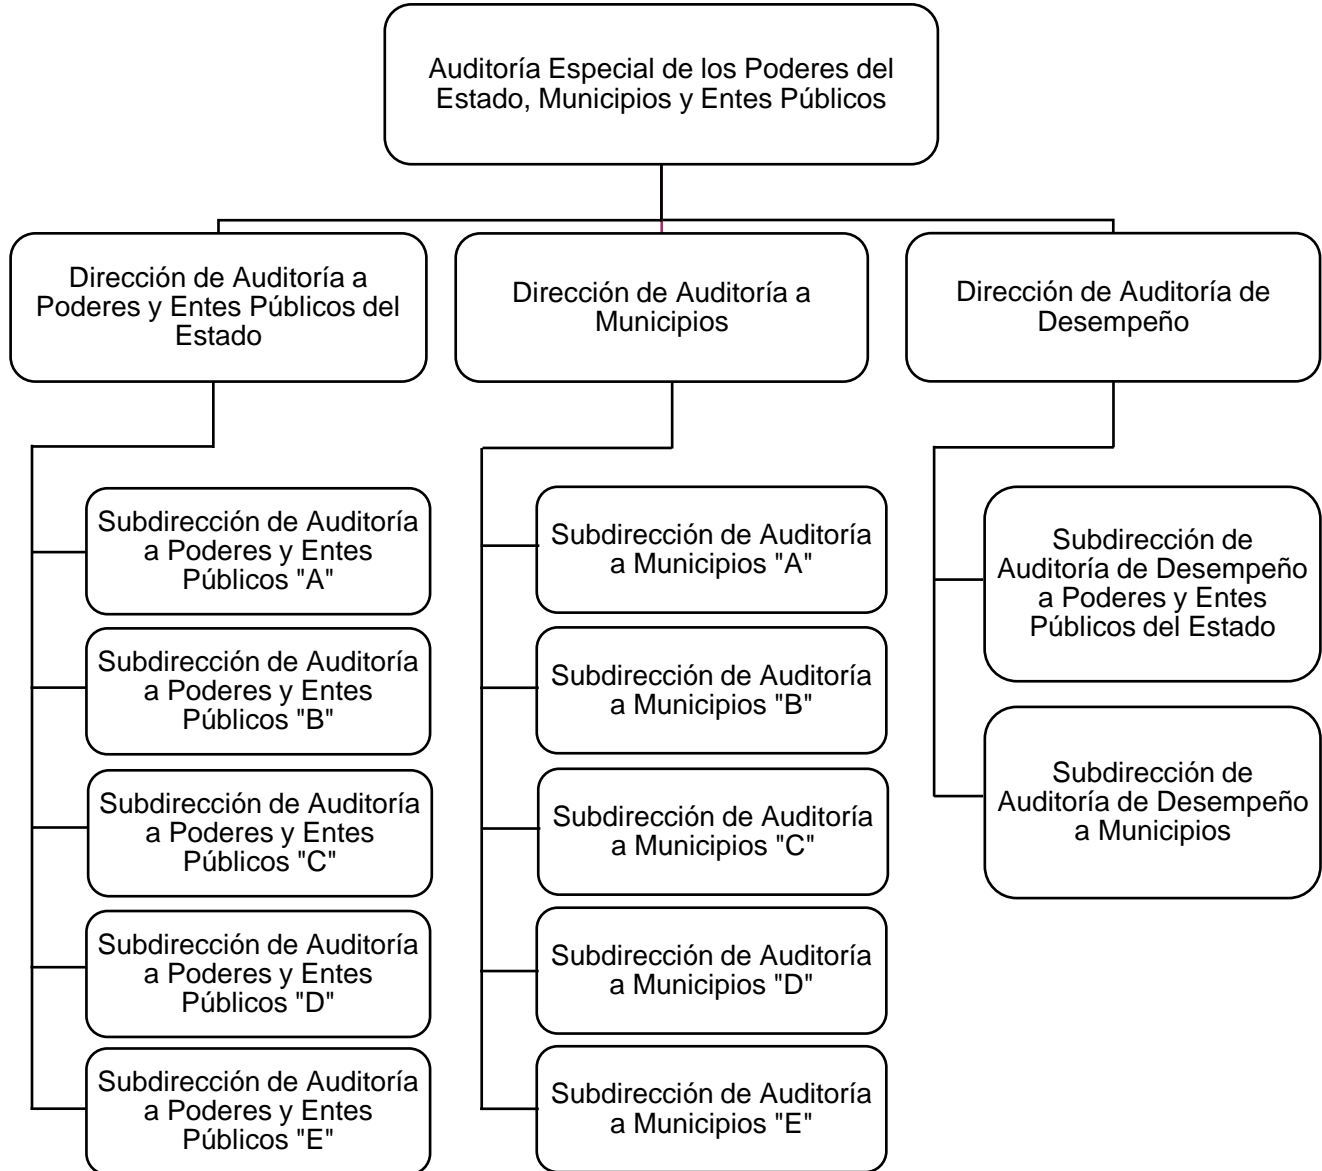 Auditoría Especial de los Poderes del
Estado, Municipios y Entes Públicos
Dirección de Auditoría a
Poderes y Entes Públicos del
Estado
Subdirección de Auditoría
a Poderes y Entes
Públicos "A"
Subdirección de Auditoría
a Poderes y Entes
Públicos "B"
Subdirección de Auditoría
a Poderes y Entes
Públicos "C"
Subdirección de Auditoría
a Poderes y Entes
Públicos "D"
Subdirección de Auditoría
a Poderes y Entes
Públicos "E"
Dirección de Auditoría a
Municipios
Subdirección de Auditoría
a Municipios "A"
Subdirección de Auditoría
a Municipios "B"
Subdirección de Auditoría
a Municipios "C"
Subdirección de Auditoría
a Municipios "D"
Subdirección de Auditoría
a Municipios "E"
Dirección de Auditoría de
Desempeño
Subdirección de
Auditoría de Desempeño
a Poderes y Entes
Públicos del Estado
Subdirección de
Auditoría de Desempeño
a Municipios